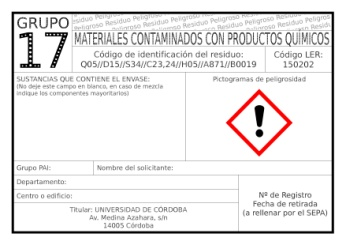 GRUPO
17
Residuo Peligroso Residuo Peligroso Residuo Peligroso
MATERIALES CONTAMINADOS CON PRODUCTOS QUÍMICOS
Código de identificación del residuo:
Q05//D15//S34//C23,24//H05//A871//B0019
Código LER:
150202
SUSTANCIAS QUE CONTIENE EL ENVASE:
(No deje este campo en blanco, en caso de mezcla
indique los componentes mayoritarios)
Pictogramas de peligrosidad
Grupo PAI:
Nombre del solicitante:
Departamento:
Centro o edificio:
Titular: UNIVERSIDAD DE CÓRDOBA
Av. Medina Azahara, s/n
14005 Córdoba
Nº de Registro
Fecha de retirada
(a rellenar por el SEPA)